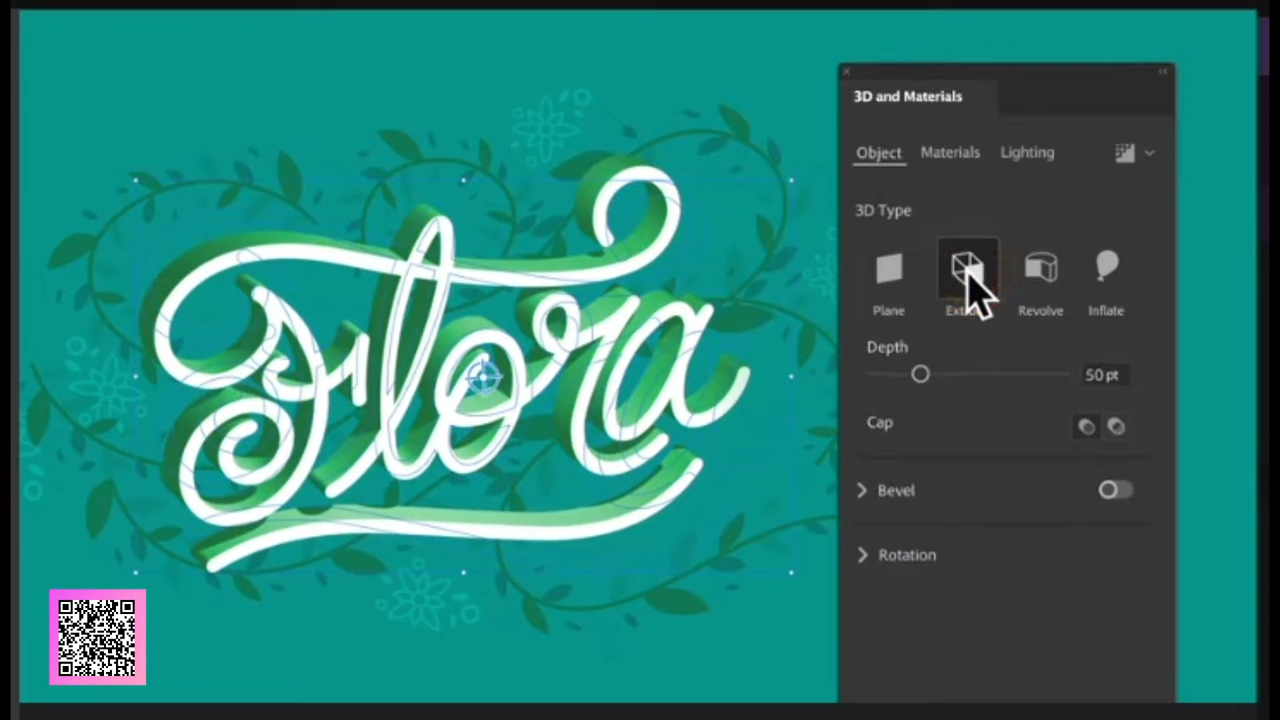 Flora
3D and Materials
Object Materials Lighting
3D Type
Plane Revolve Inflate
Depth
50 pt
Cap
Bevel
Rotation